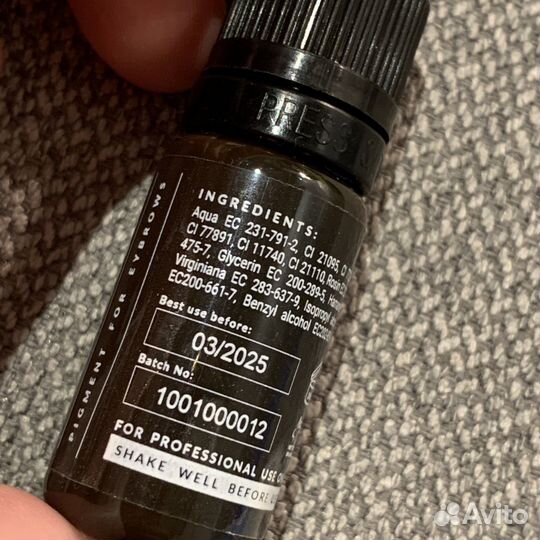 PRESS
PIGMENT FOR EYBROWS
INGREDIENTS:
Aqua EC 231-791-2, CI 21095, CI
CI 77891, CI 11740, CI 21110, Rosin
475-7, Glycerin EC 200-289-5,
Virginiana EC 283-637-9, Isopropyl
EC200-661-7, Benzyl alcohol
Best use before:
03/2025
Batch No:
1001000012
FOR PROFESSIONAL USE
SHAKE WELL BEFORE
Avito